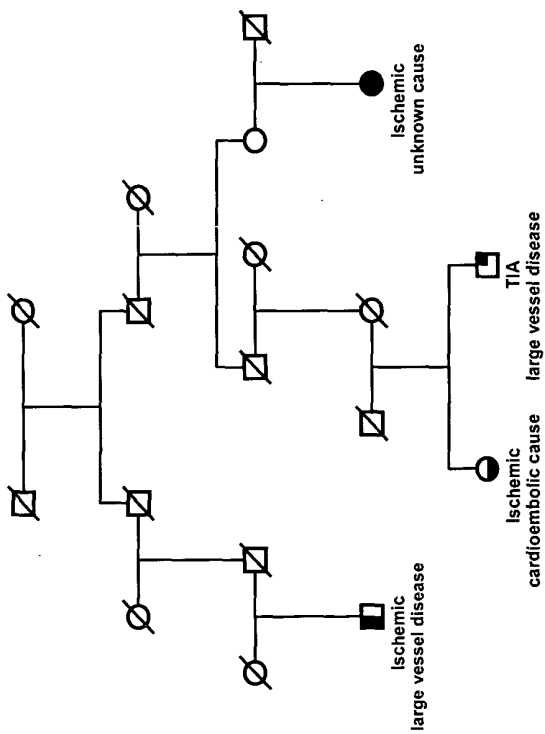 Ischemic
large vessel disease
Ischemic
cardioembolic cause
TIA
large vessel disease
Ischemic
unknown cause